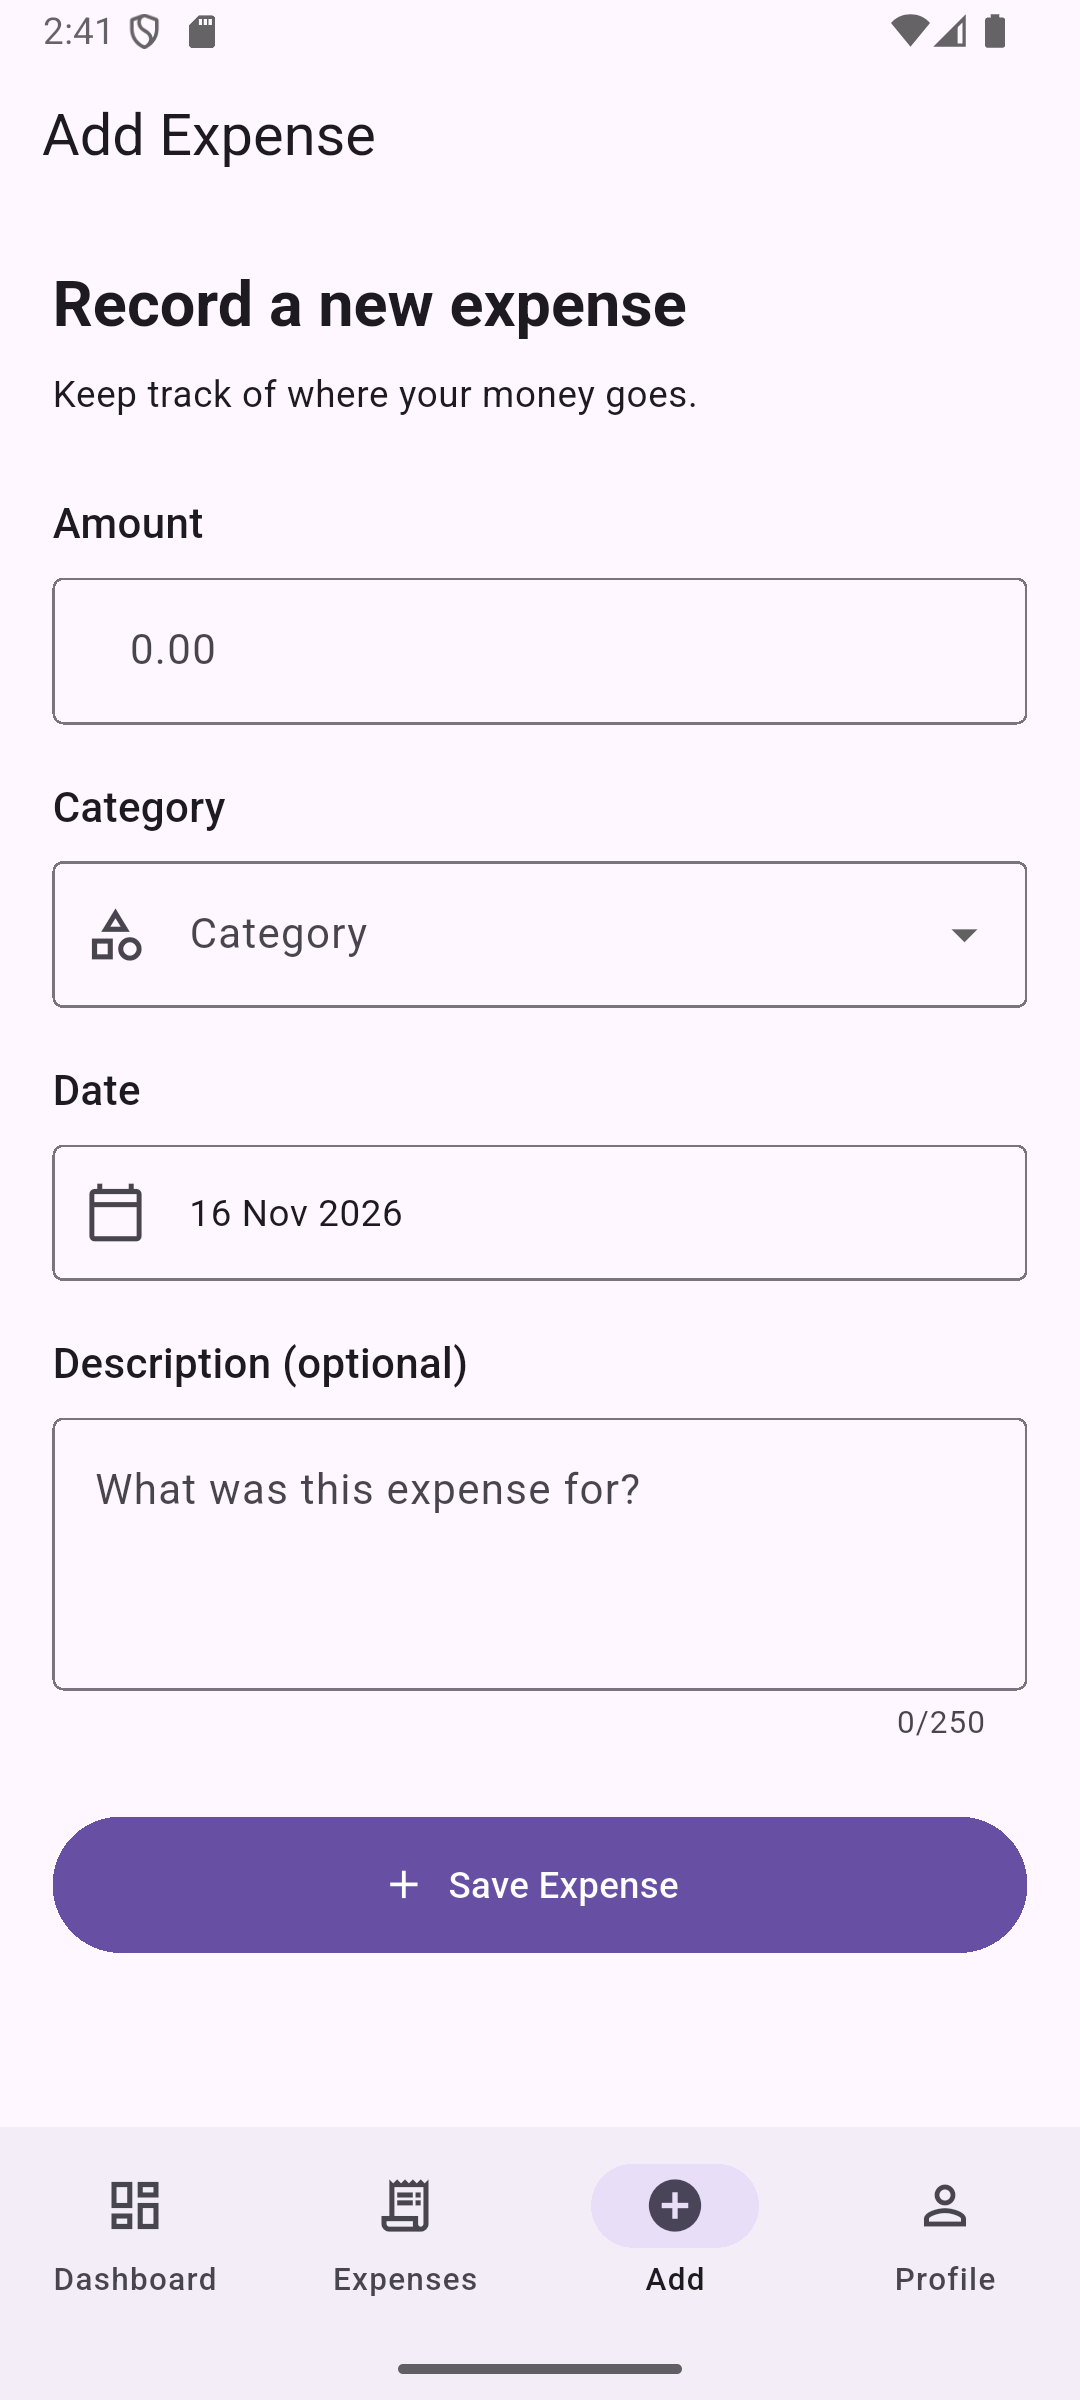 2:41
Add Expense
Record a new expense
Keep track of where your money goes.
Amount
0.00
Category
Category
Date
16 Nov 2026
Description (optional)
What was this expense for?
0/250
Save Expense
Dashboard
Expenses
Add
Profile